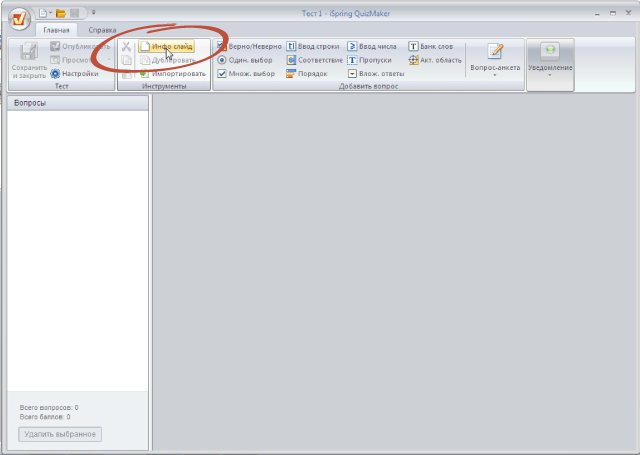 Тест 1 - iSpring QuizMaker
Главная Справка
Опубликовать Инфо слайд Верно/Неверно Ввод строки Ввод числа Банк слов
Просмотр Дублировать Один. выбор Соответствие Пропуски Акт. область
Сохранить и закрыть Настройки Импортировать Множ. выбор Порядок Влож. ответы Вопрос-анкета Уведомление
Тест Инструменты Добавить вопрос
Вопросы
Всего вопросов: 0
Всего баллов: 0
Удалить выбранное